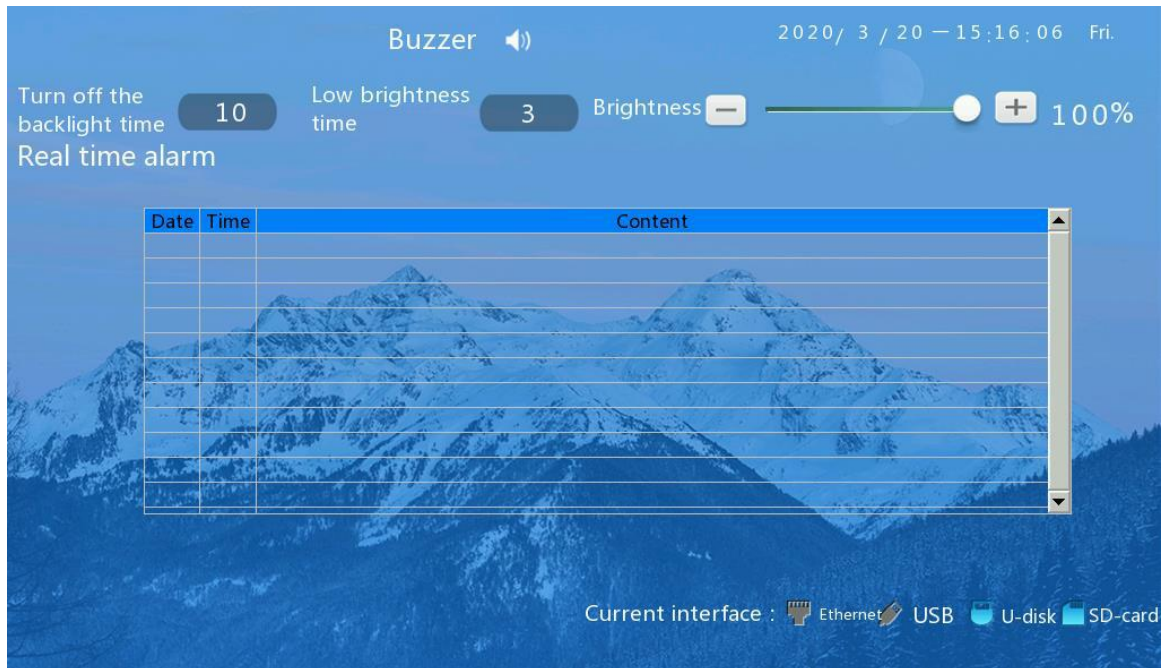 Buzzer
2020/ 3 / 20 — 15:16:06 Fri.
Turn off the
backlight time
10
Low brightness
time
3
Brightness
100%
Real time alarm
Date Time Content
Current interface : Ethernet USB U-disk SD-card